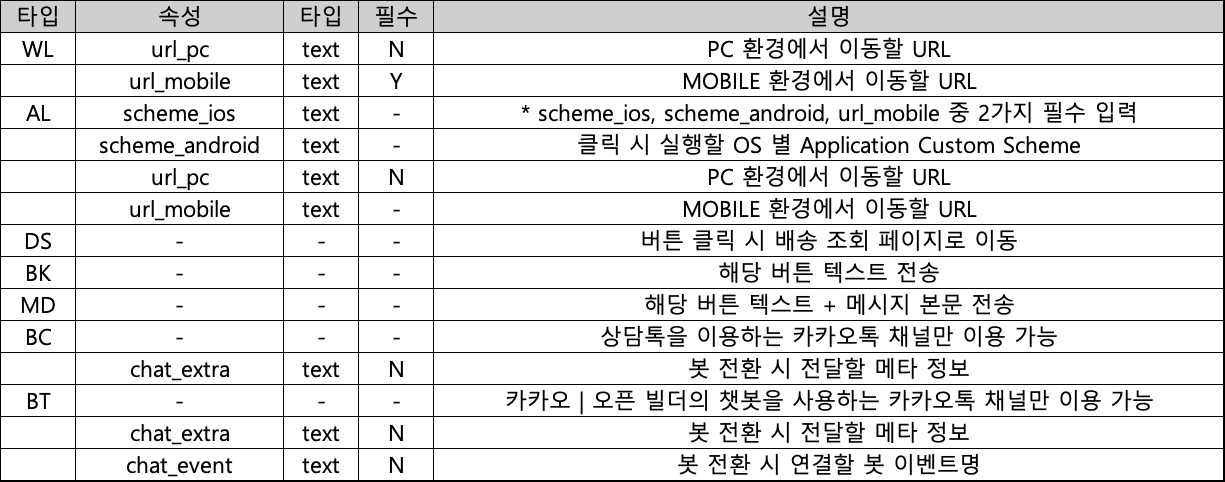 타입 속성 타입 필수 설명
WL url_pc text N PC 환경에서 이동할 URL
url_mobile text Y MOBILE 환경에서 이동할 URL
AL scheme_ios text - * scheme_ios, scheme_android, url_mobile 중 2가지 필수 입력
scheme_android text - 클릭 시 실행할 OS 별 Application Custom Scheme
url_pc text N PC 환경에서 이동할 URL
url_mobile text - MOBILE 환경에서 이동할 URL
DS - - - 버튼 클릭 시 배송 조회 페이지로 이동
BK - - - 해당 버튼 텍스트 전송
MD - - - 해당 버튼 텍스트 + 메시지 본문 전송
BC - - - 상담톡을 이용하는 카카오톡 채널만 이용 가능
chat_extra text N 봇 전환 시 전달할 메타 정보
BT - - - 카카오 | 오픈 빌더의 챗봇을 사용하는 카카오톡 채널만 이용 가능
chat_extra text N 봇 전환 시 전달할 메타 정보
chat_event text N 봇 전환 시 연결할 봇 이벤트명